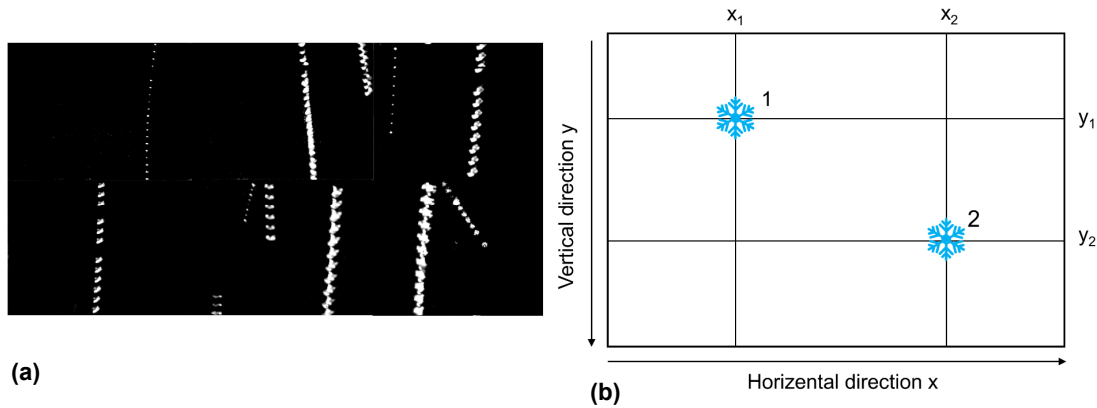 (a)
x1
x2
1
y1
Vertical direction y
2
y2
Horizental direction x
(b)